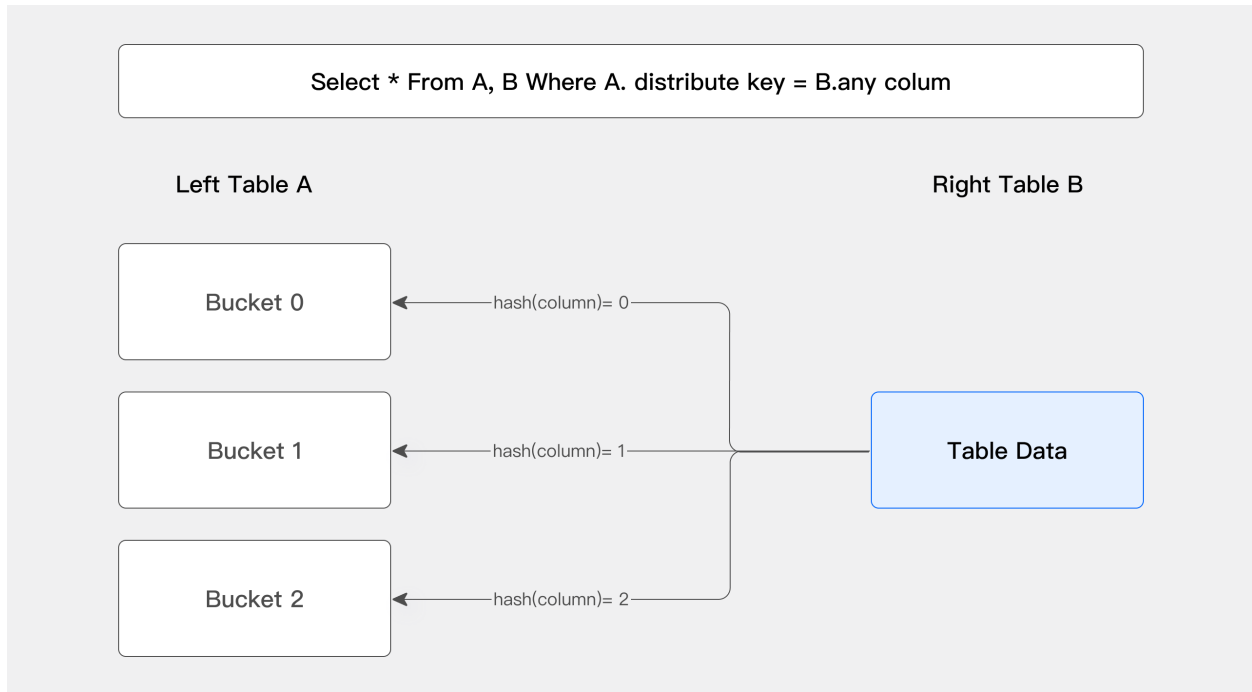 Select * From A, B Where A. distribute key = B.any colum
Left Table A
Right Table B
Bucket 0
hash(column)= 0
Bucket 1
hash(column)= 1
Table Data
Bucket 2
hash(column)= 2